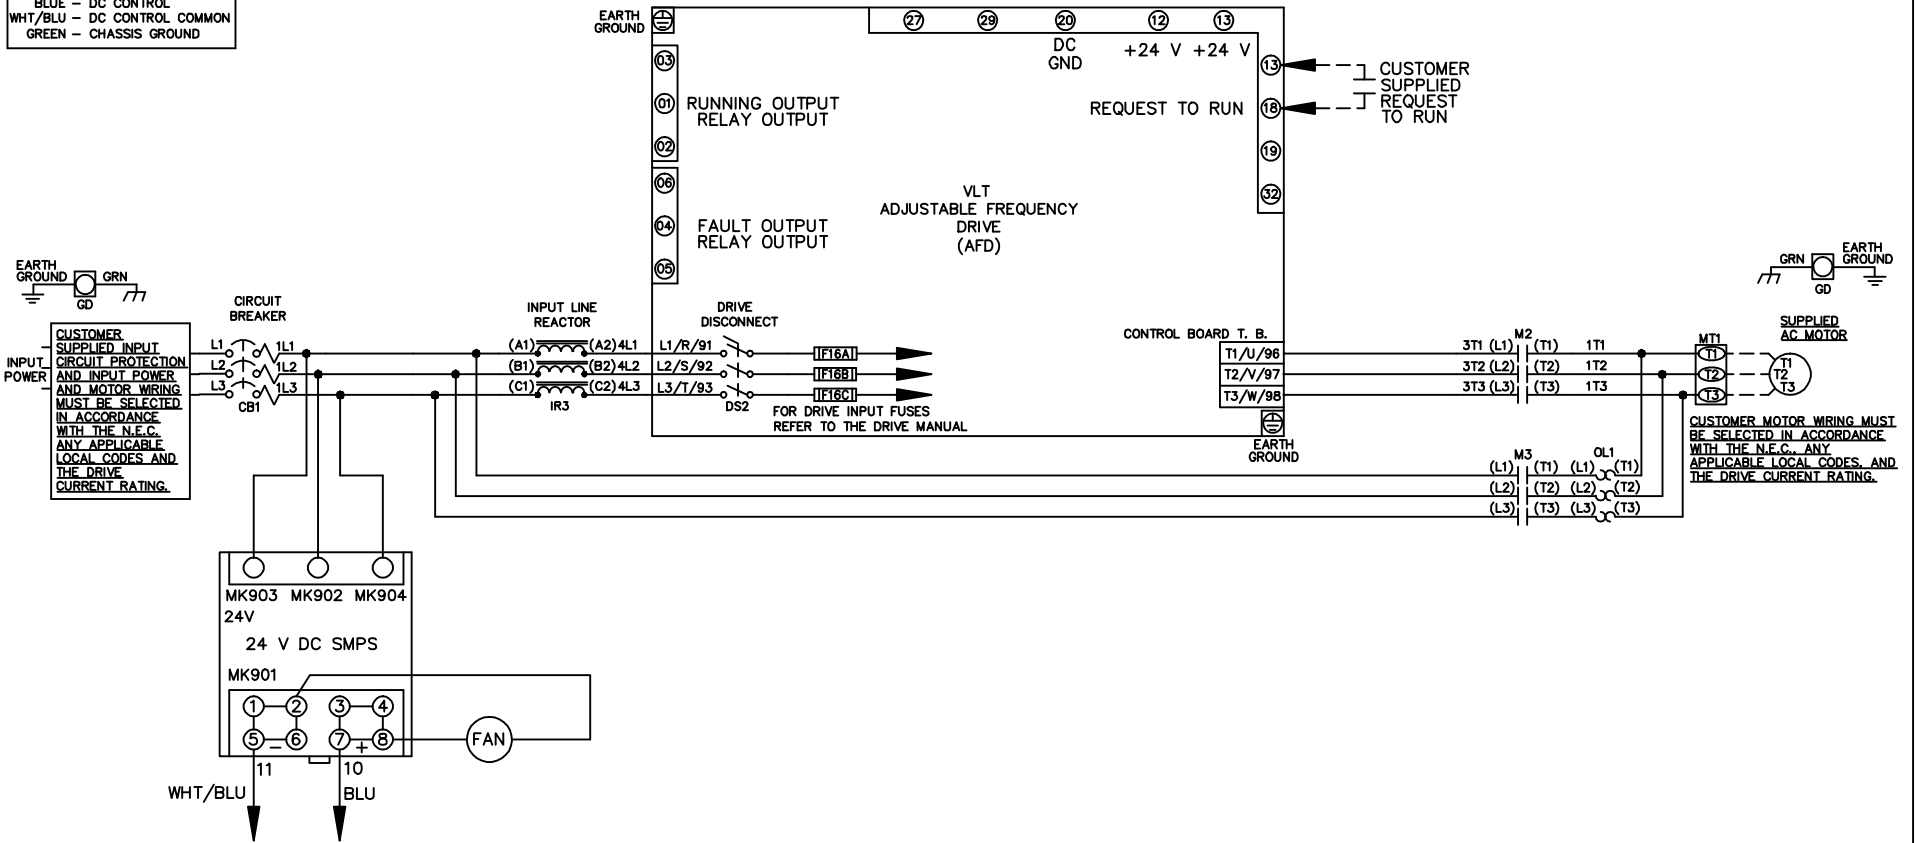 BLUE – DC CONTROL
WHT/BLU – DC CONTROL COMMON
GREEN – CHASSIS GROUND
EARTH
GROUND
27
29
20
12
13
DC
GND
+24 V
+24 V
03
01
02
RUNNING OUTPUT
RELAY OUTPUT
06
04
05
FAULT OUTPUT
RELAY OUTPUT
13
18
19
32
REQUEST TO RUN
CUSTOMER
SUPPLIED
REQUEST
TO RUN
VLT
ADJUSTABLE FREQUENCY
DRIVE
(AFD)
EARTH
GROUND
GRN
GD
INPUT
POWER
CUSTOMER
SUPPLIED INPUT
CIRCUIT PROTECTION
AND INPUT POWER
AND MOTOR WIRING
MUST BE SELECTED
IN ACCORDANCE
WITH THE N.E.C.
ANY APPLICABLE
LOCAL CODES AND
THE DRIVE
CURRENT RATING.
CIRCUIT
BREAKER
L1
1L1
L2
1L2
L3
1L3
CB1
INPUT LINE
REACTOR
(A1)
(A2)4L1
(B1)
(B2)4L2
(C1)
(C2)4L3
IR3
DRIVE
DISCONNECT
L1/R/91
L2/S/92
L3/T/93
DS2
F16A
F16B
F16C
FOR DRIVE INPUT FUSES
REFER TO THE DRIVE MANUAL
CONTROL BOARD T. B.
T1/U/96
T2/V/97
T3/W/98
EARTH
GROUND
M2
3T1 (L1)
(T1)
1T1
3T2 (L2)
(T2)
1T2
3T3 (L3)
(T3)
1T3
M3
OL1
(L1)
(T1)
(L1)
(T1)
(L2)
(T2)
(L2)
(T2)
(L3)
(T3)
(L3)
(T3)
GRN
EARTH
GROUND
GD
SUPPLIED
AC MOTOR
MT1
T1
T2
T3
T1
T2
T3
CUSTOMER MOTOR WIRING MUST
BE SELECTED IN ACCORDANCE
WITH THE N.E.C., ANY
APPLICABLE LOCAL CODES, AND
THE DRIVE CURRENT RATING.
MK903
MK902
MK904
24V
24 V DC SMPS
MK901
1
2
3
4
5
–
6
7
+
8
FAN
11
10
WHT/BLU
BLU